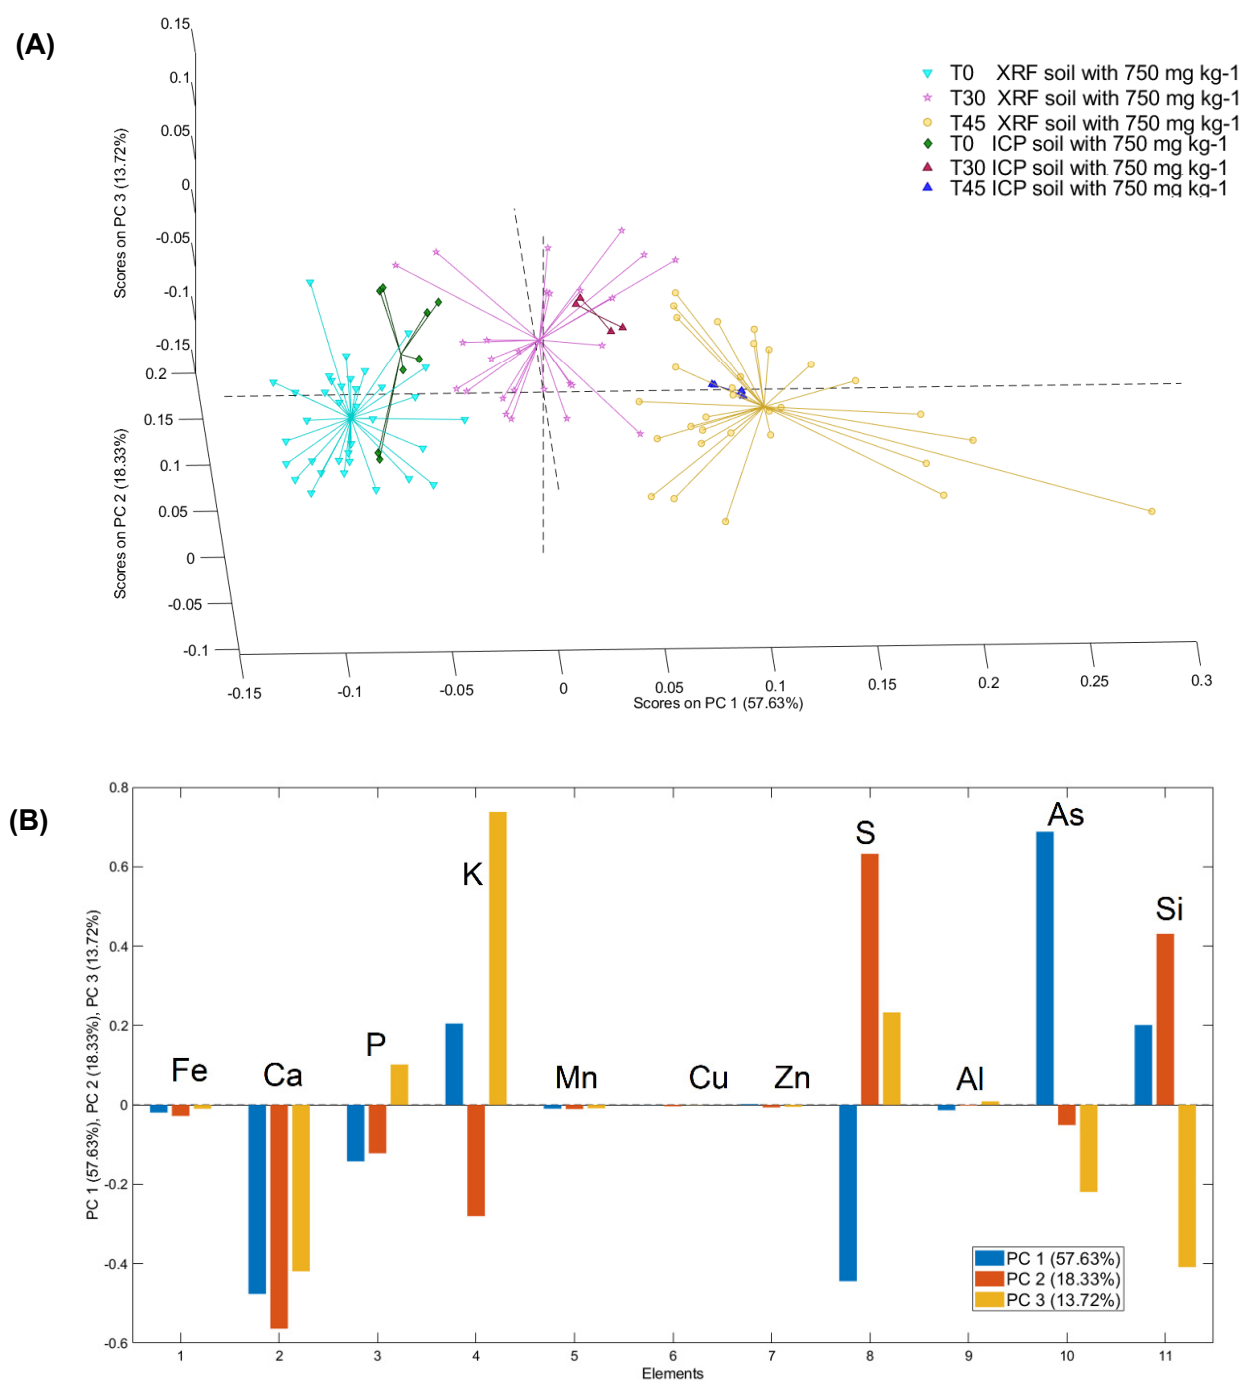 (A)
0.15
0.1
0.05
0
-0.05
-0.1
-0.15
Scores on PC 3 (13.72%)
0.2
0.15
0.1
0.05
0
-0.05
-0.1
Scores on PC 2 (18.33%)
-0.15 -0.1 -0.05 0 0.05 0.1 0.15 0.2 0.25 0.3
Scores on PC 1 (57.63%)
T0 XRF soil with 750 mg kg-1
T30 XRF soil with 750 mg kg-1
T45 XRF soil with 750 mg kg-1
T0 ICP soil with 750 mg kg-1
T30 ICP soil with 750 mg kg-1
T45 ICP soil with 750 mg kg-1
(B)
0.8
0.6
0.4
0.2
0
-0.2
-0.4
-0.6
PC 1 (57.63%), PC 2 (18.33%), PC 3 (13.72%)
Fe Ca P K Mn Cu Zn S Al As Si
PC 1 (57.63%)
PC 2 (18.33%)
PC 3 (13.72%)
1 2 3 4 5 6 7 8 9 10 11
Elements